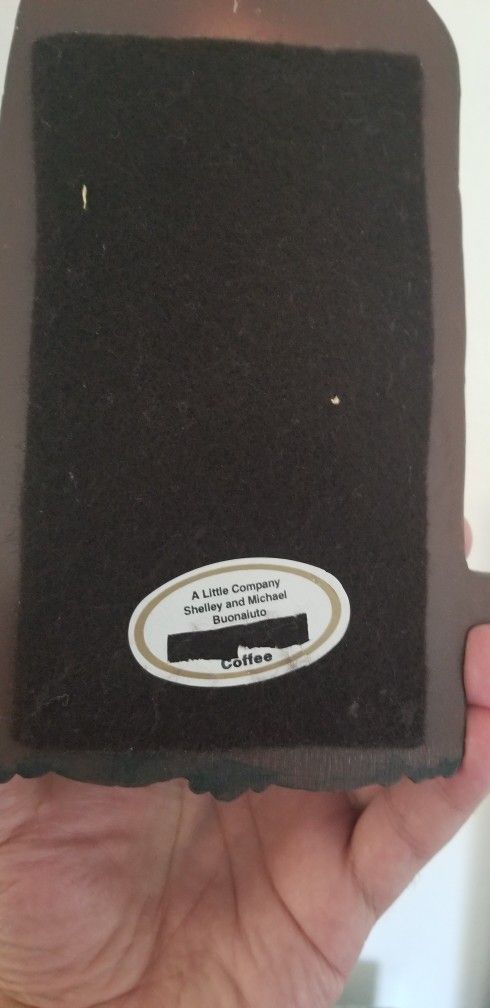 A Little Company
Shelley and Michael
Buonaiuto
Coffee